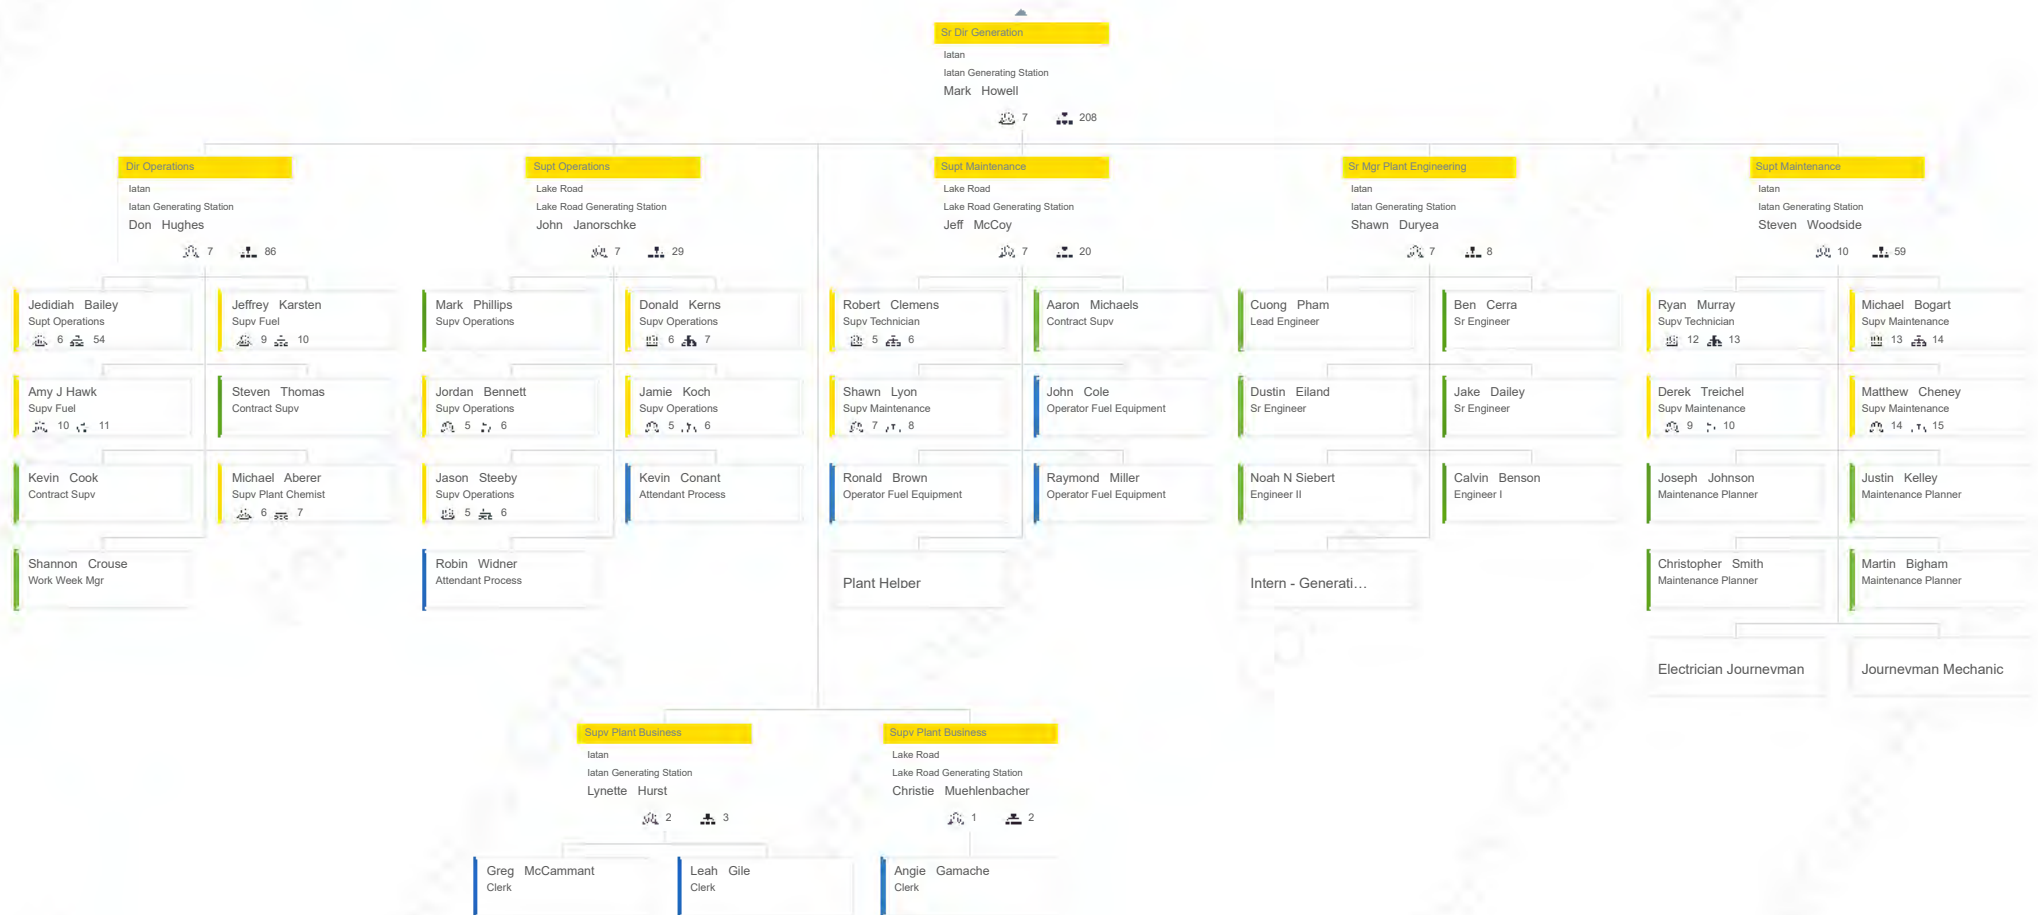 Sr Dir Generation
Iatan
Iatan Generating Station
Mark Howell
7 208
Dir Operations
Iatan
Iatan Generating Station
Don Hughes
7 86
Supt Operations
Lake Road
Lake Road Generating Station
John Janorschke
7 29
Supt Maintenance
Lake Road
Lake Road Generating Station
Jeff McCoy
7 20
Sr Mgr Plant Engineering
Iatan
Iatan Generating Station
Shawn Duryea
7 8
Supt Maintenance
Iatan
Iatan Generating Station
Steven Woodside
10 59
Jedidiah Bailey
Supt Operations
6 54
Jeffrey Karsten
Supv Fuel
9 10
Amy J Hawk
Supv Fuel
10 11
Steven Thomas
Contract Supv
Kevin Cook
Contract Supv
Michael Aberer
Supv Plant Chemist
6 7
Shannon Crouse
Work Week Mgr
Mark Phillips
Supv Operations
Donald Kerns
Supv Operations
6 7
Jordan Bennett
Supv Operations
5 6
Jamie Koch
Supv Operations
5 6
Jason Steeby
Supv Operations
5 6
Kevin Conant
Attendant Process
Robin Widner
Attendant Process
Robert Clemens
Supv Technician
5 6
Aaron Michaels
Contract Supv
Shawn Lyon
Supv Maintenance
7 8
John Cole
Operator Fuel Equipment
Ronald Brown
Operator Fuel Equipment
Raymond Miller
Operator Fuel Equipment
Plant Helper
Cuong Pham
Lead Engineer
Ben Cerra
Sr Engineer
Dustin Eiland
Sr Engineer
Jake Dailey
Sr Engineer
Noah N Siebert
Engineer II
Calvin Benson
Engineer I
Intern - Generati…
Ryan Murray
Supv Technician
12 13
Michael Bogart
Supv Maintenance
13 14
Derek Treichel
Supv Maintenance
9 10
Matthew Cheney
Supv Maintenance
14 15
Joseph Johnson
Maintenance Planner
Justin Kelley
Maintenance Planner
Christopher Smith
Maintenance Planner
Martin Bigham
Maintenance Planner
Electrician Journeyman
Journeyman Mechanic
Supv Plant Business
Iatan
Iatan Generating Station
Lynette Hurst
2 3
Supv Plant Business
Lake Road
Lake Road Generating Station
Christie Muehlenbacher
1 2
Greg McCammant
Clerk
Leah Gile
Clerk
Angie Gamache
Clerk